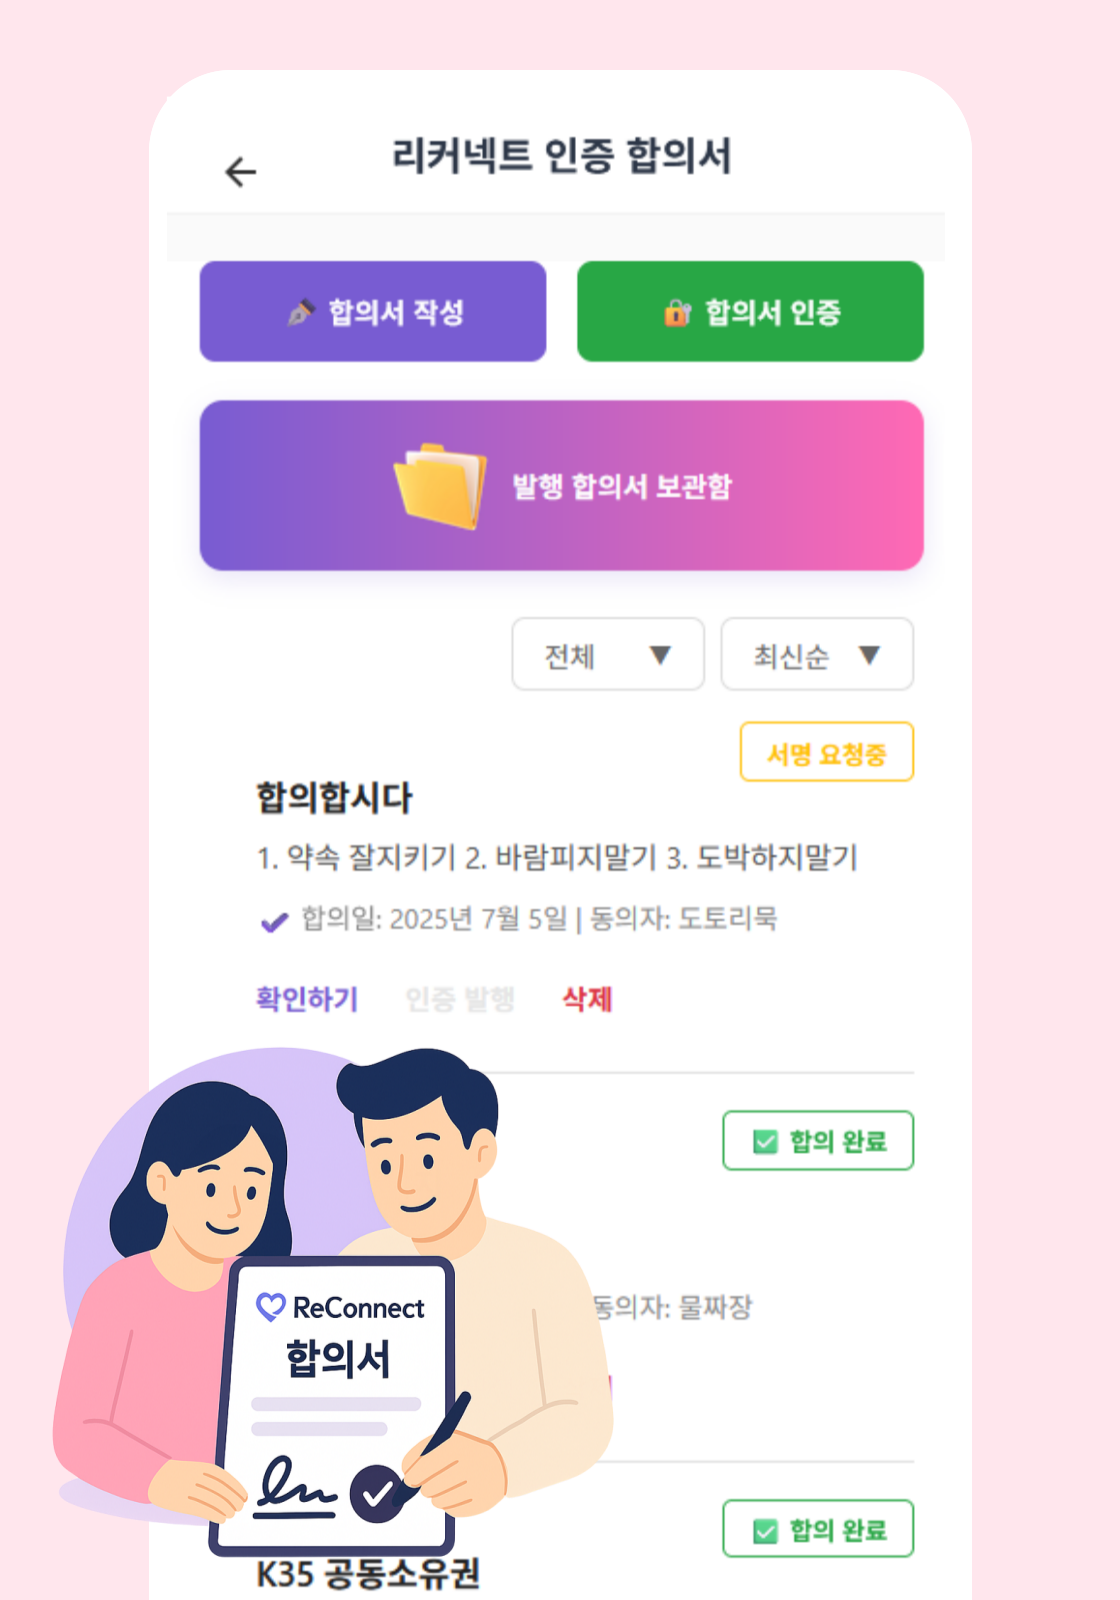 리커넥트 인증 합의서
합의서 작성
합의서 인증
발행 합의서 보관함
전체 ▼
최신순 ▼
서명 요청중
합의합시다
1. 약속 잘지키기 2. 바람피지말기 3. 도박하지말기
합의일: 2025년 7월 5일 | 동의자: 도토리묵
확인하기 인증 발행 삭제
합의 완료
동의자: 물짜장
ReConnect
합의서
합의 완료
K35 공동소유권